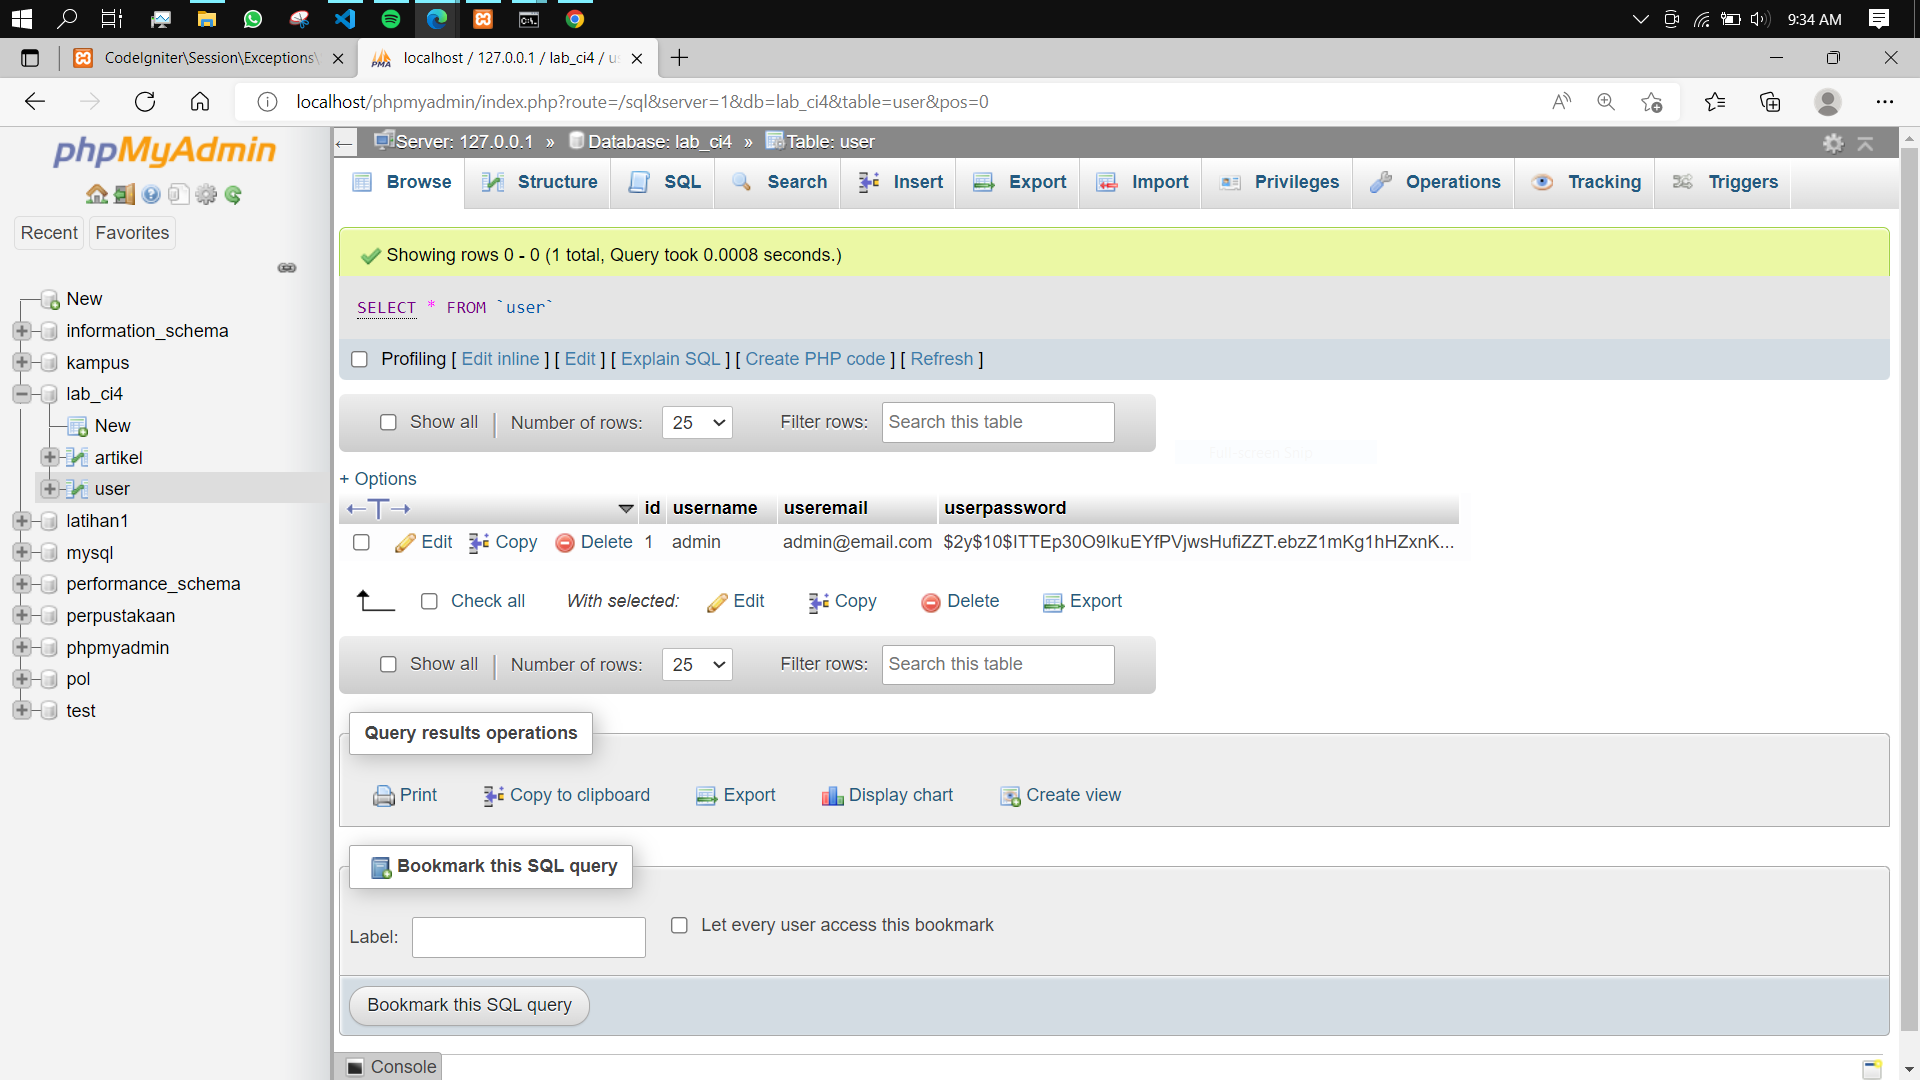 9:34 AM
CodeIgniter\Session\Exceptions\
localhost / 127.0.0.1 / lab_ci4 / us
localhost/phpmyadmin/index.php?route=/sql&server=1&db=lab_ci4&table=user&pos=0
phpMyAdmin
Recent Favorites
New
information_schema
kampus
lab_ci4
New
artikel
user
latihan1
mysql
performance_schema
perpustakaan
phpmyadmin
pol
test
Server: 127.0.0.1 » Database: lab_ci4 » Table: user
Browse Structure SQL Search Insert Export Import Privileges Operations Tracking Triggers
Showing rows 0 - 0 (1 total, Query took 0.0008 seconds.)
SELECT * FROM `user`
Profiling [ Edit inline ] [ Edit ] [ Explain SQL ] [ Create PHP code ] [ Refresh ]
Show all | Number of rows: 25 Filter rows: Search this table
+ Options
←T→ id username useremail userpassword
Edit Copy Delete 1 admin admin@email.com $2y$10$ITTEp30O9IkuEYfPVjwsHufiZZT.ebzZ1mKg1hHZxnK...
Check all With selected: Edit Copy Delete Export
Show all | Number of rows: 25 Filter rows: Search this table
Query results operations
Print Copy to clipboard Export Display chart Create view
Bookmark this SQL query
Label: Let every user access this bookmark
Bookmark this SQL query
Console